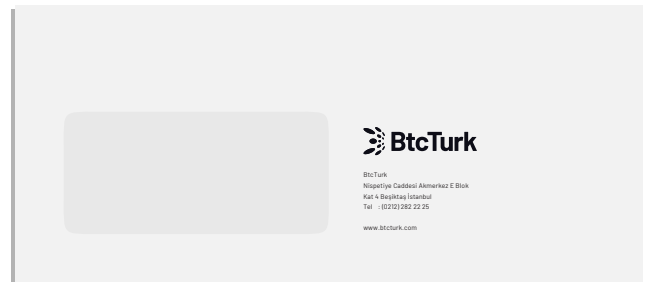 BtcTurk
BtcTurk
Nispetiye Caddesi Akmerkez E Blok
Kat 4 Beşiktaş İstanbul
Tel : (0212) 282 22 25
www.btcturk.com